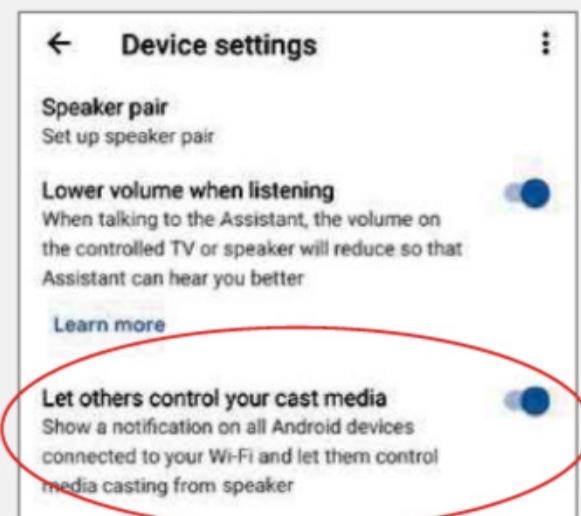 Device settings
Speaker pair
Set up speaker pair
Lower volume when listening
When talking to the Assistant, the volume on
the controlled TV or speaker will reduce so that
Assistant can hear you better
Learn more
Let others control your cast media
Show a notification on all Android devices
connected to your Wi-Fi and let them control
media casting from speaker